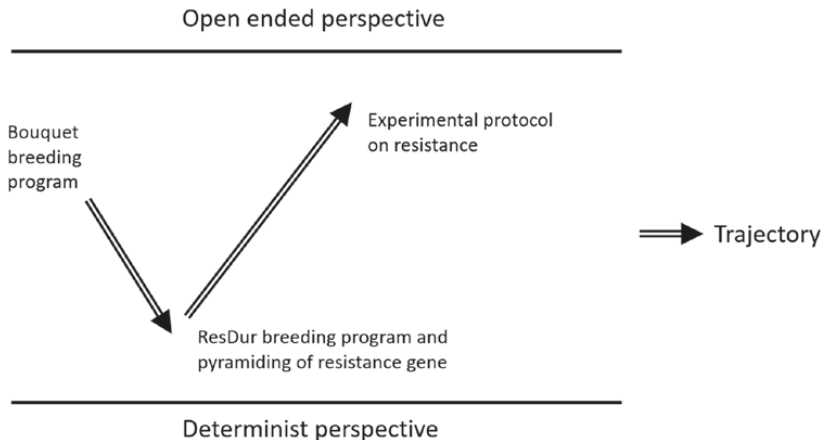 Open ended perspective
Bouquet
breeding
program
Experimental protocol
on resistance
Trajectory
ResDur breeding program and
pyramiding of resistance gene
Determinist perspective